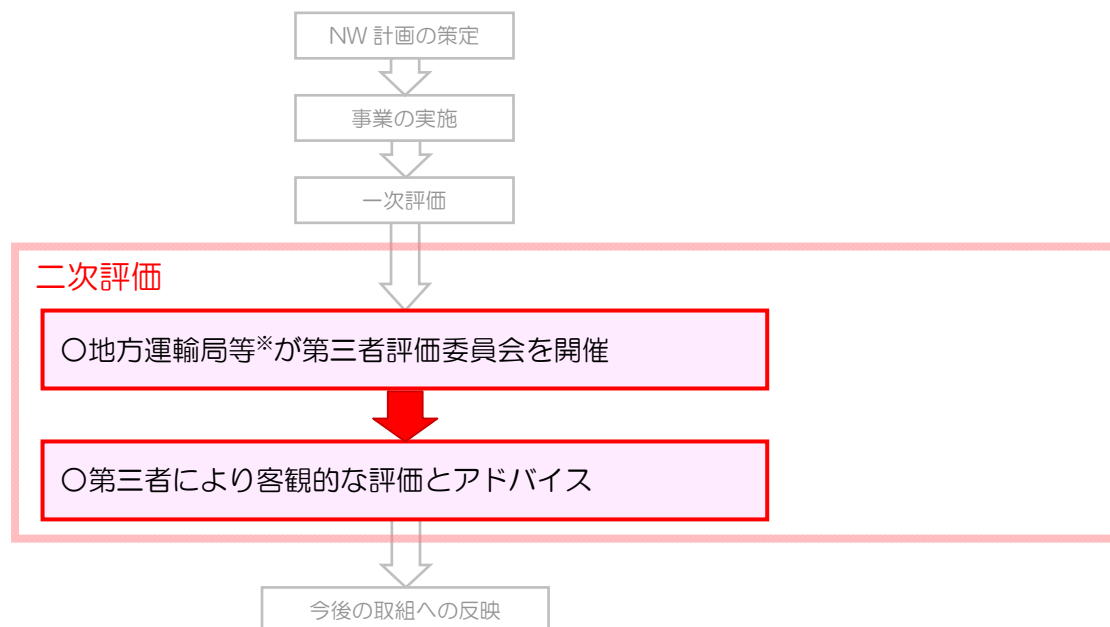 NW 計画の策定
事業の実施
一次評価
二次評価
〇地方運輸局等※が第三者評価委員会を開催
〇第三者により客観的な評価とアドバイス
今後の取組への反映